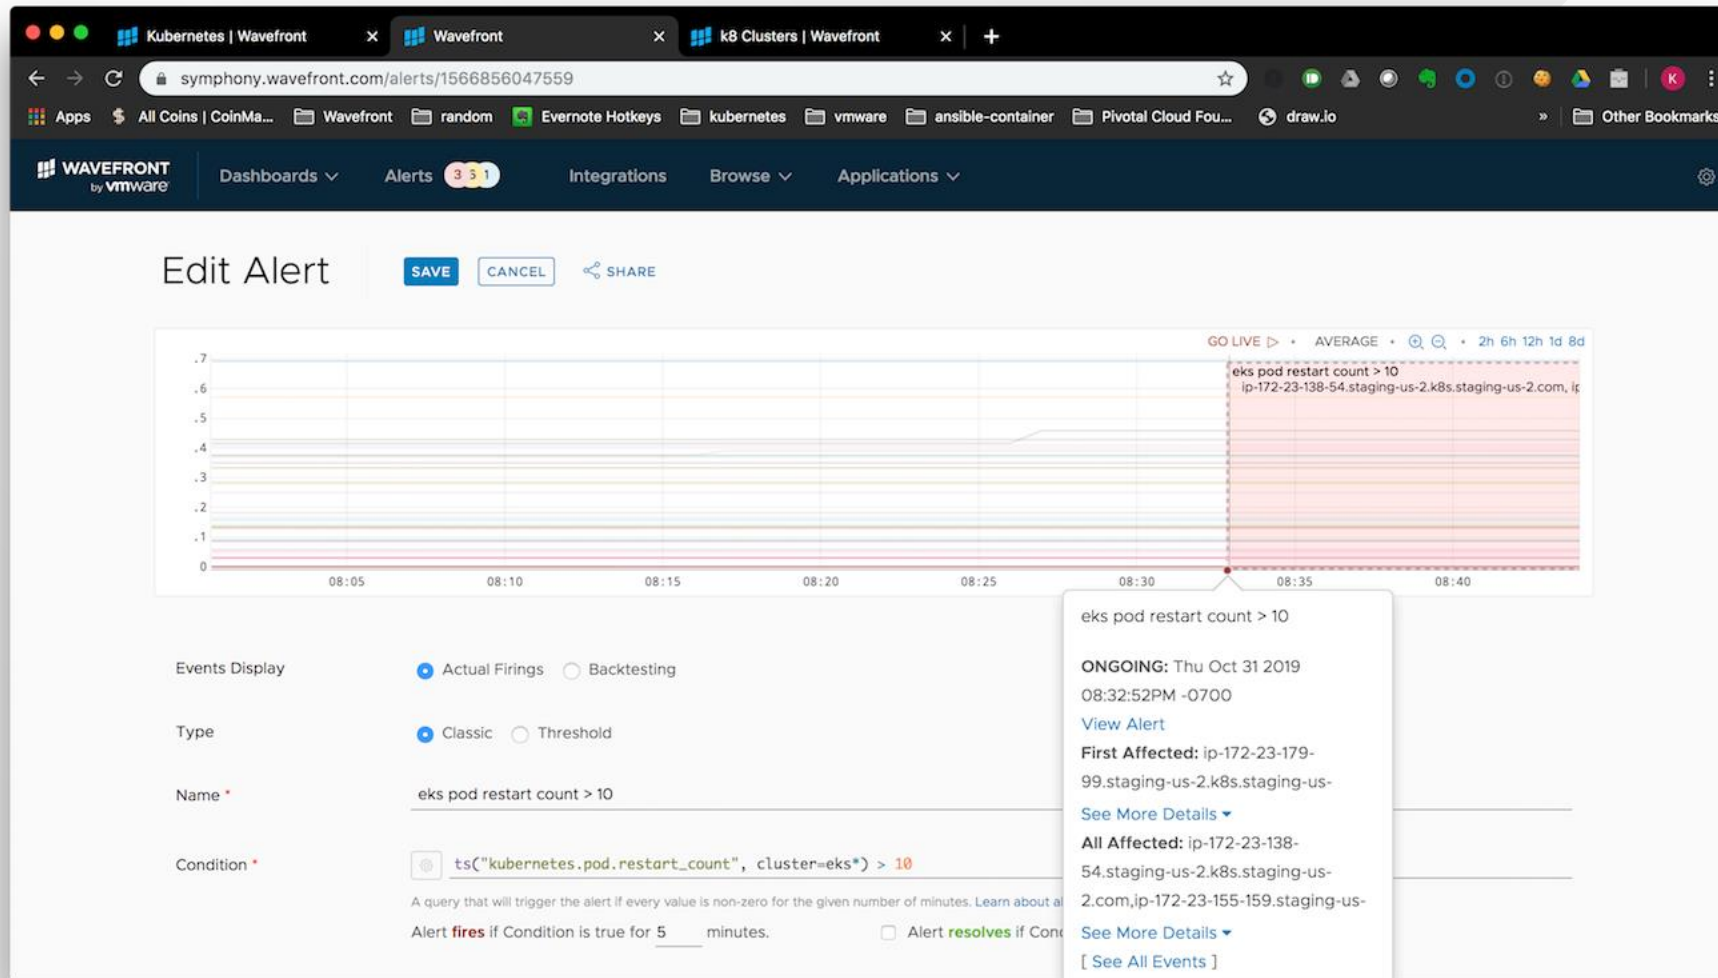 Kubernetes | Wavefront
Wavefront
k8 Clusters | Wavefront
symphony.wavefront.com/alerts/1566856047559
K
Apps
All Coins | CoinMa...
Wavefront
random
Evernote Hotkeys
kubernetes
vmware
ansible-container
Pivotal Cloud Fou...
draw.io
»
Other Bookmarks
WAVEFRONT
by vmware
Dashboards
Alerts
3 1
Integrations
Browse
Applications
Edit Alert
SAVE
CANCEL
SHARE
GO LIVE • AVERAGE • • 2h 6h 12h 1d 8d
.7
.6
.5
.4
.3
.2
.1
0
eks pod restart count > 10
ip-172-23-138-54.staging-us-2.k8s.staging-us-2.com, ip
08:05 08:10 08:15 08:20 08:25 08:30 08:35 08:40
Events Display
Actual Firings
Backtesting
Type
Classic
Threshold
Name *
eks pod restart count > 10
Condition *
ts("kubernetes.pod.restart_count", cluster=eks*) > 10
A query that will trigger the alert if every value is non-zero for the given number of minutes. Learn about al
Alert fires if Condition is true for 5 minutes.
Alert resolves if Cond
eks pod restart count > 10
ONGOING: Thu Oct 31 2019
08:32:52PM -0700
View Alert
First Affected: ip-172-23-179-
99.staging-us-2.k8s.staging-us-
See More Details
All Affected: ip-172-23-138-
54.staging-us-2.k8s.staging-us-
2.com,ip-172-23-155-159.staging-us-
See More Details
[ See All Events ]